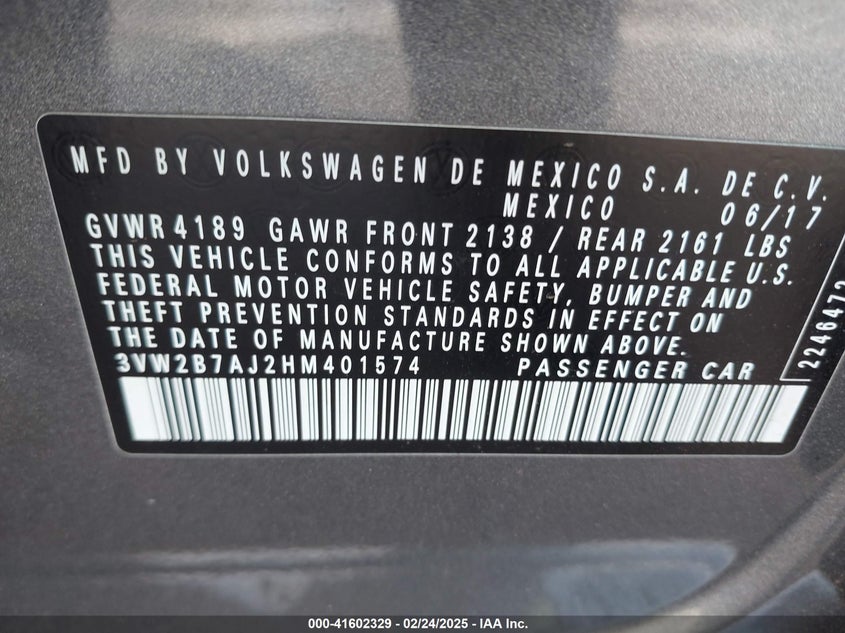 MFD BY VOLKSWAGEN DE MEXICO S.A. DE C.V.
MEXICO 06/17
GVWR 4189 GAWR FRONT 2138 / REAR 2161 LBS
THIS VEHICLE CONFORMS TO ALL APPLICABLE U.S.
FEDERAL MOTOR VEHICLE SAFETY, BUMPER AND
THEFT PREVENTION STANDARDS IN EFFECT ON
THE DATE OF MANUFACTURE SHOWN ABOVE.
3VW2B7AJ2HM401574 PASSENGER CAR
2246472
000-41602329 - 02/24/2025 - IAA Inc.